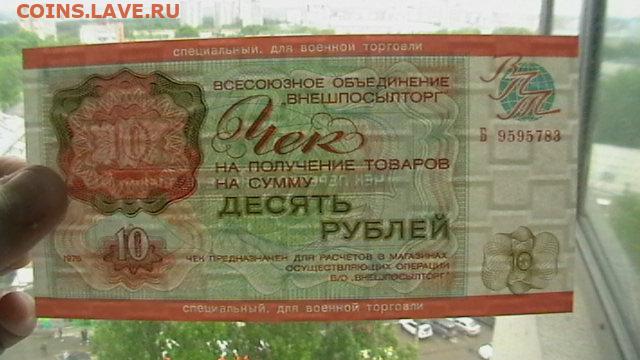 COINS.LAVE.RU
СПЕЦИАЛЬНЫЙ, ДЛЯ ВОЕННОЙ ТОРГОВЛИ
ВСЕСОЮЗНОЕ ОБЪЕДИНЕНИЕ
„ВНЕШПОСЫЛТОРГ"
ВПТ
10
Чек
Б 9595783
НА ПОЛУЧЕНИЕ ТОВАРОВ
НА СУММУ
ДЕСЯТЬ
РУБЛЕЙ
1976
10
10
ЧЕК ПРЕДНАЗНАЧЕН ДЛЯ РАСЧЕТОВ В МАГАЗИНАХ,
ОСУЩЕСТВЛЯЮЩИХ ОПЕРАЦИИ
В/О „ВНЕШПОСЫЛТОРГ"
СПЕЦИАЛЬНЫЙ, ДЛЯ ВОЕННОЙ ТОРГОВЛИ